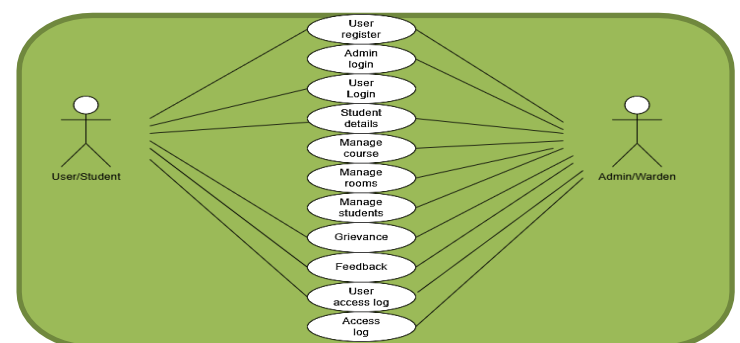 User
register
Admin
login
User
Login
Student
details
Manage
course
Manage
rooms
Manage
students
Grievance
Feedback
User
access log
Access
log
User/Student
Admin/Warden